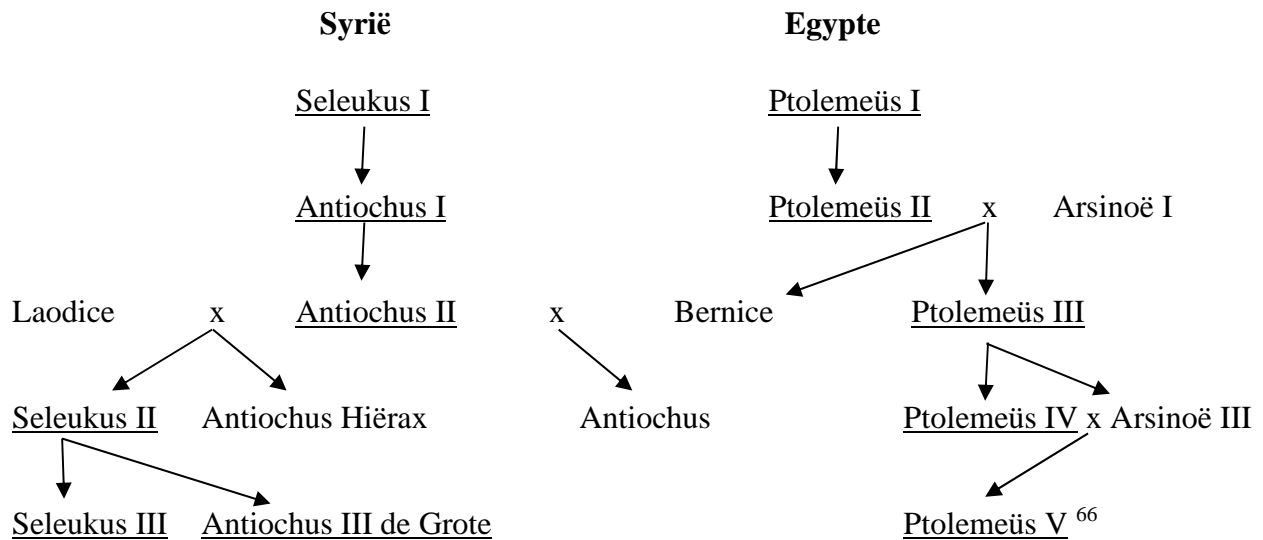 Syrië Egypte
Seleukus I Ptolemeüs I
Antiochus I Ptolemeüs II x Arsinoë I
Laodice x Antiochus II x Bernice Ptolemeüs III
Seleukus II Antiochus Hiërax Antiochus Ptolemeüs IV x Arsinoë III
Seleukus III Antiochus III de Grote Ptolemeüs V 66